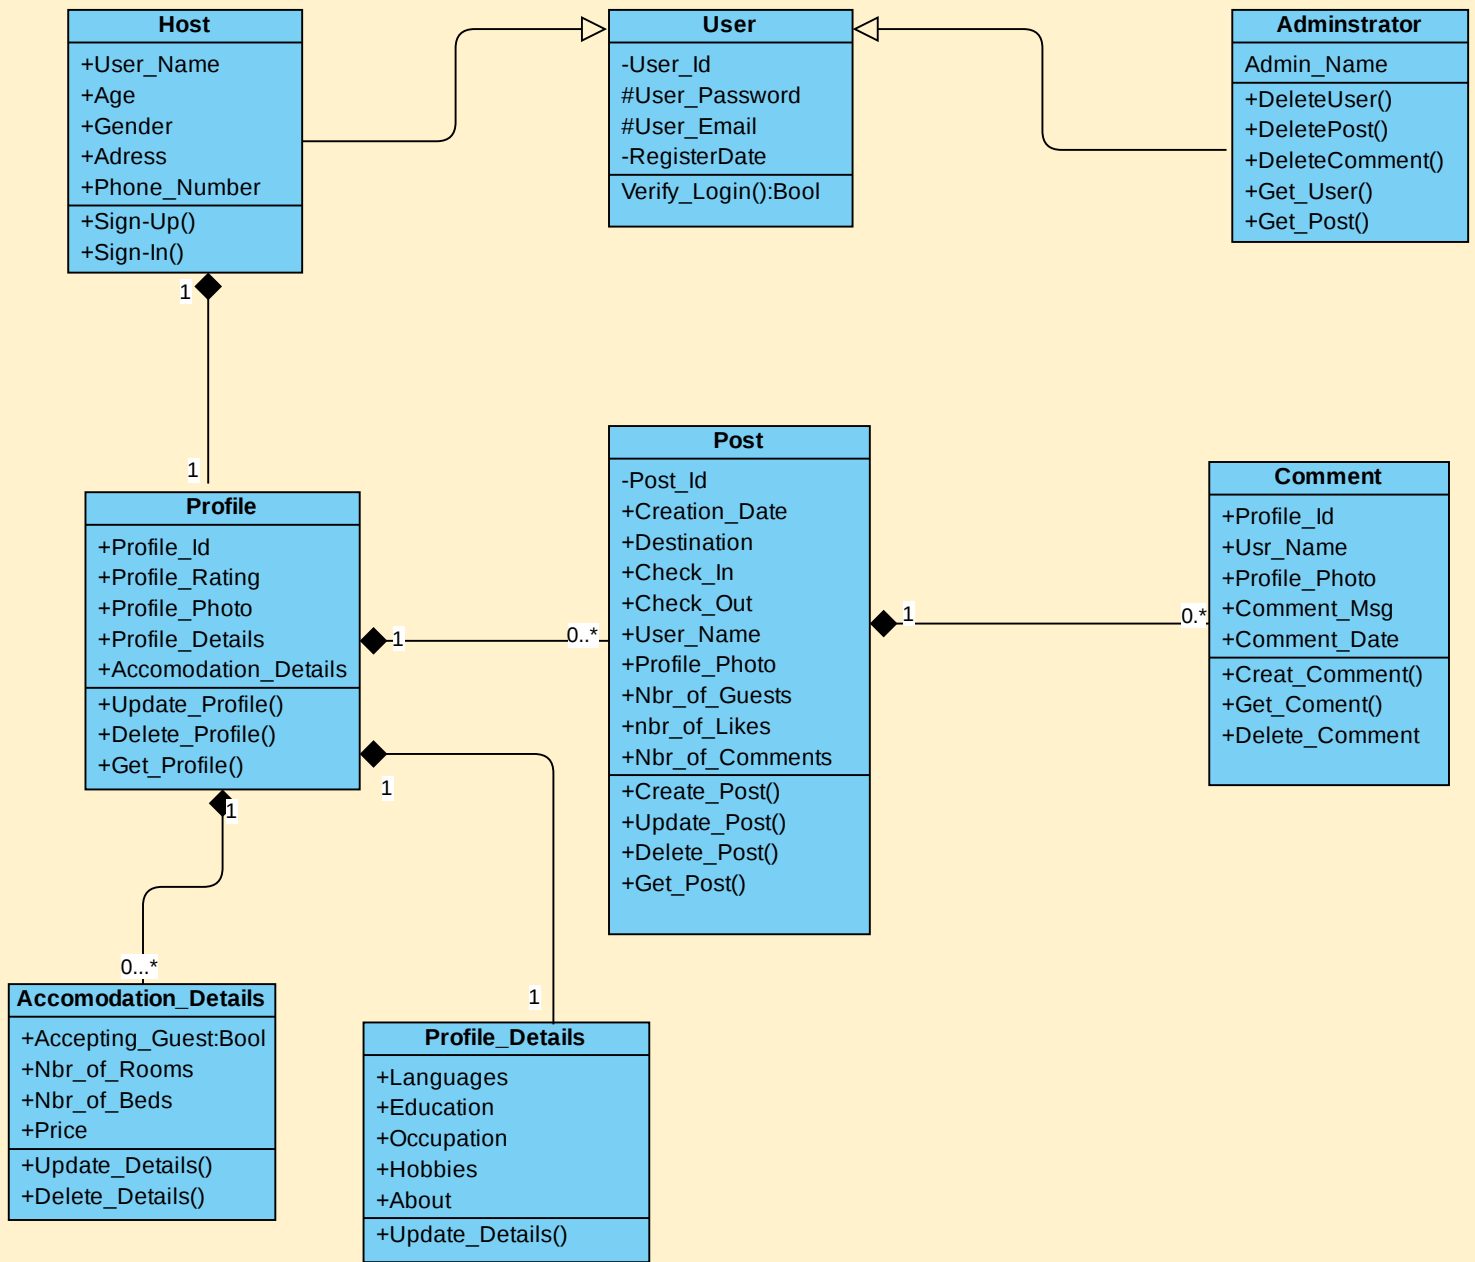 Host
+User_Name
+Age
+Gender
+Adress
+Phone_Number
+Sign-Up()
+Sign-In()
User
-User_Id
#User_Password
#User_Email
-RegisterDate
Verify_Login():Bool
Adminstrator
Admin_Name
+DeleteUser()
+DeletePost()
+DeleteComment()
+Get_User()
+Get_Post()
1
1
Profile
+Profile_Id
+Profile_Rating
+Profile_Photo
+Profile_Details
+Accomodation_Details
+Update_Profile()
+Delete_Profile()
+Get_Profile()
1
0..*
Post
-Post_Id
+Creation_Date
+Destination
+Check_In
+Check_Out
+User_Name
+Profile_Photo
+Nbr_of_Guests
+nbr_of_Likes
+Nbr_of_Comments
+Create_Post()
+Update_Post()
+Delete_Post()
+Get_Post()
1
0.*
Comment
+Profile_Id
+Usr_Name
+Profile_Photo
+Comment_Msg
+Comment_Date
+Creat_Comment()
+Get_Coment()
+Delete_Comment
1
0...*
Accomodation_Details
+Accepting_Guest:Bool
+Nbr_of_Rooms
+Nbr_of_Beds
+Price
+Update_Details()
+Delete_Details()
1
1
Profile_Details
+Languages
+Education
+Occupation
+Hobbies
+About
+Update_Details()